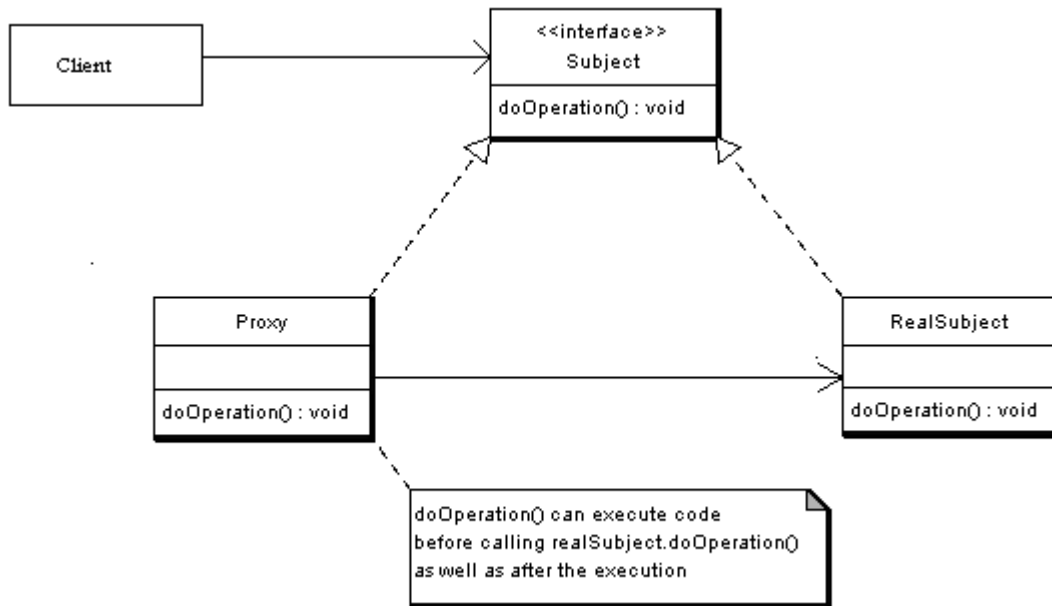 Client
<<interface>>
Subject
doOperation() : void
Proxy
doOperation() : void
RealSubject
doOperation() : void
doOperation() can execute code
before calling realSubject.doOperation()
as well as after the execution